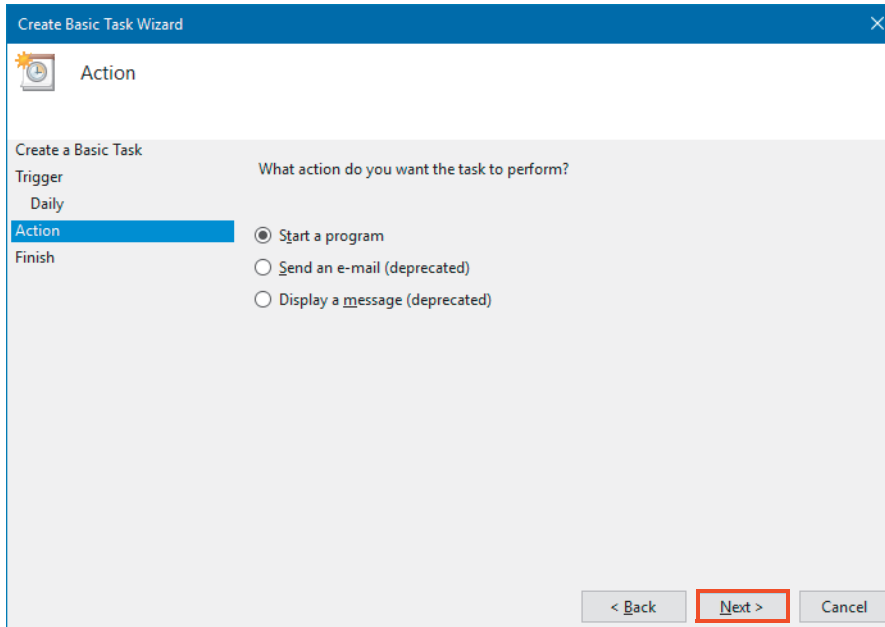 Create Basic Task Wizard
Action
Create a Basic Task
Trigger
Daily
Action
Finish
What action do you want the task to perform?
Start a program
Send an e-mail (deprecated)
Display a message (deprecated)
< Back
Next >
Cancel